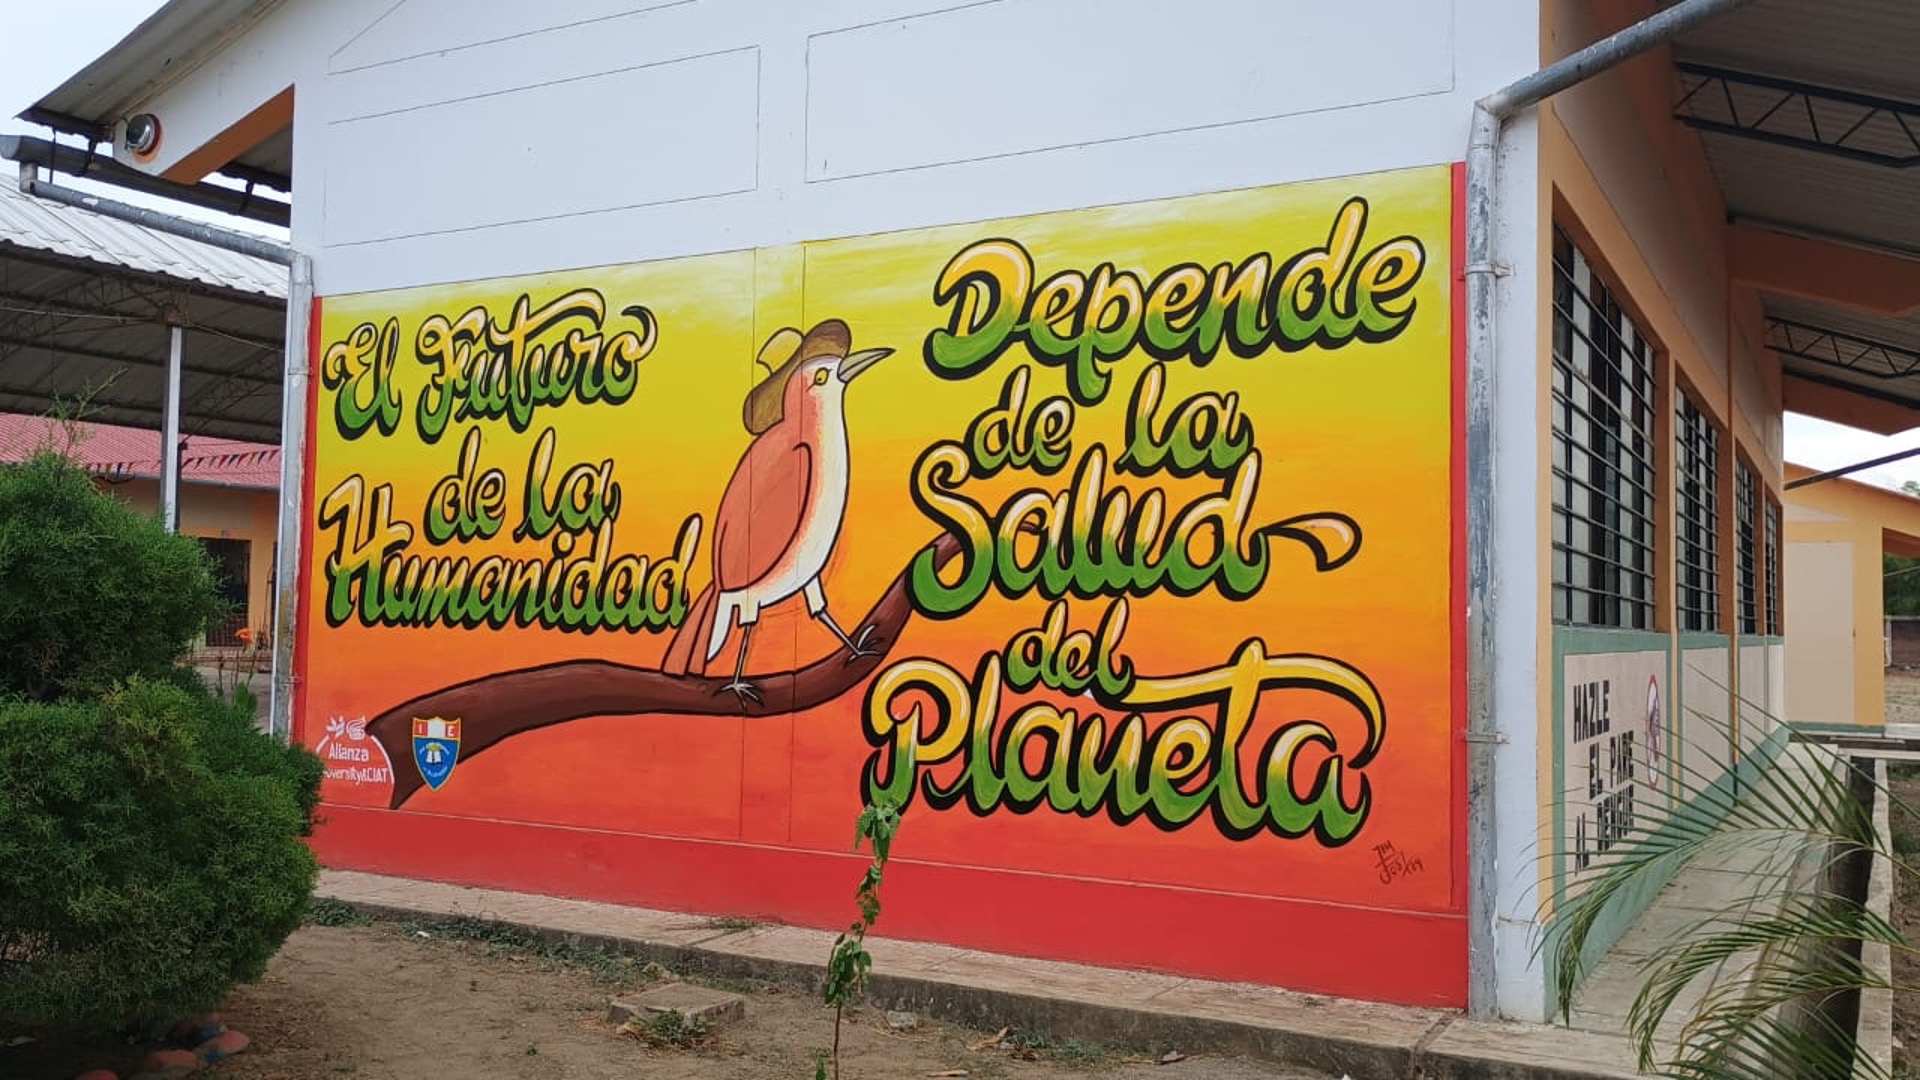 El Futuro
de la
Humanidad
Depende
de la
Salud
del
Planeta
Alianza
I E
HAZLE
EL PARE
AL DENGUE